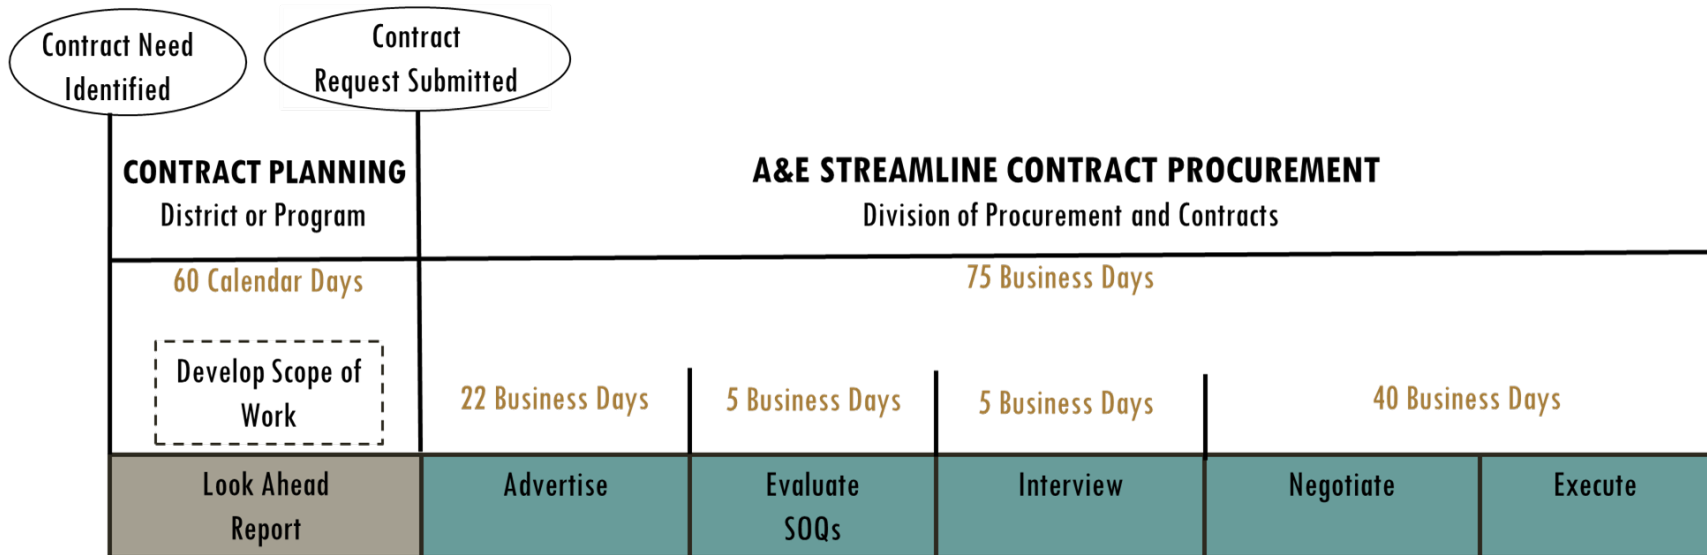 Contract Need
Identified
Contract
Request Submitted
CONTRACT PLANNING
District or Program
A&E STREAMLINE CONTRACT PROCUREMENT
Division of Procurement and Contracts
60 Calendar Days
75 Business Days
Develop Scope of
Work
22 Business Days
5 Business Days
5 Business Days
40 Business Days
Look Ahead
Report
Advertise
Evaluate
SOQs
Interview
Negotiate
Execute